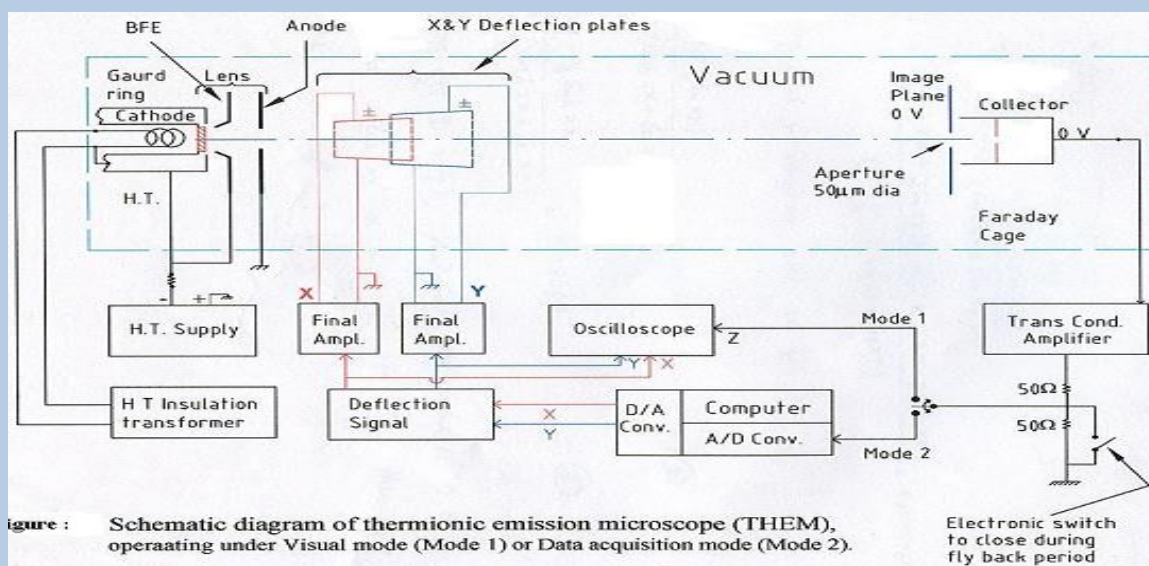 BFE
Anode
X&Y Deflection plates
Gaurd
ring
Lens
Cathode
H.T.
±
±
Vacuum
Image
Plane
0 V
Collector
0 V
Aperture
50µm dia
Faraday
Cage
- +
H.T. Supply
X
Final
Ampl.
Y
Final
Ampl.
Oscilloscope
Z
Y X
Mode 1
Trans Cond.
Amplifier
50Ω
50Ω
H T Insulation
transformer
Deflection
Signal
X
Y
D/A
Conv.
Computer
A/D Conv.
Mode 2
igure : Schematic diagram of thermionic emission microscope (THEM),
operaating under Visual mode (Mode 1) or Data acquisition mode (Mode 2).
Electronic switch
to close during
fly back period